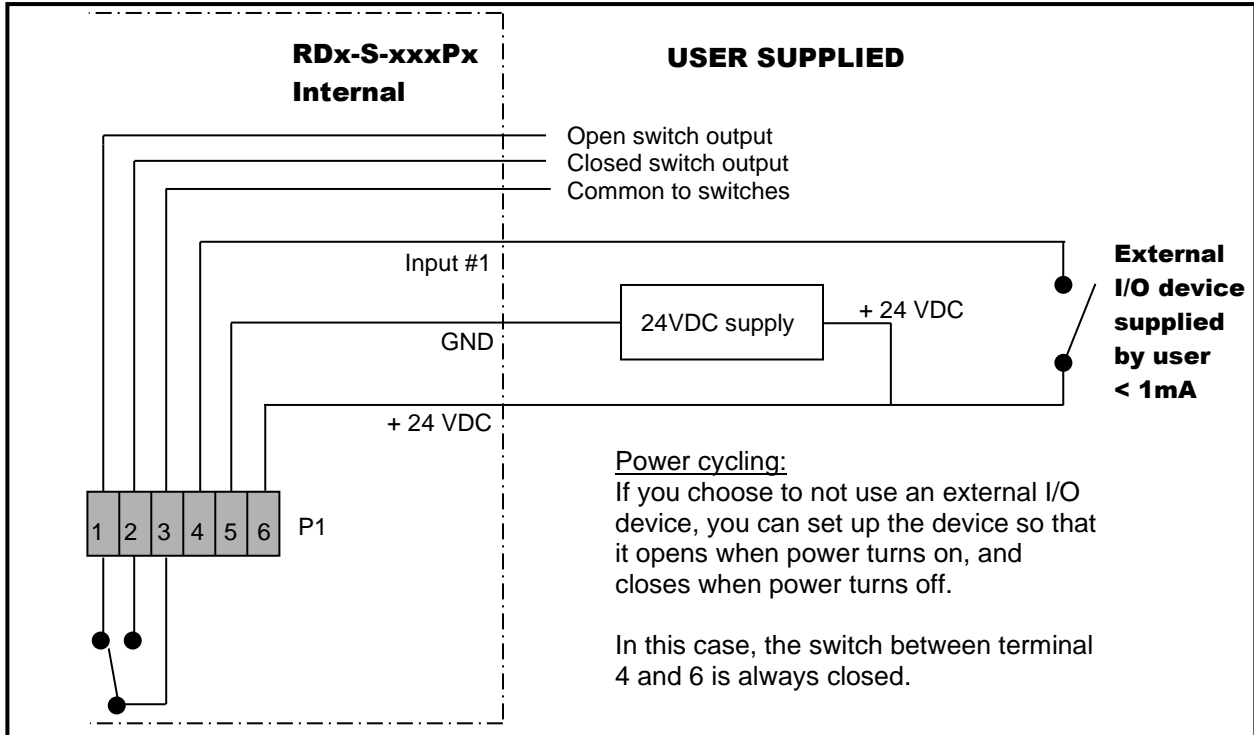 RDx-S-xxxPx
Internal
USER SUPPLIED
Open switch output
Closed switch output
Common to switches
Input #1
GND
24VDC supply
+ 24 VDC
+ 24 VDC
External
I/O device
supplied
by user
< 1mA
1 2 3 4 5 6
P1
Power cycling:
If you choose to not use an external I/O
device, you can set up the device so that
it opens when power turns on, and
closes when power turns off.
In this case, the switch between terminal
4 and 6 is always closed.